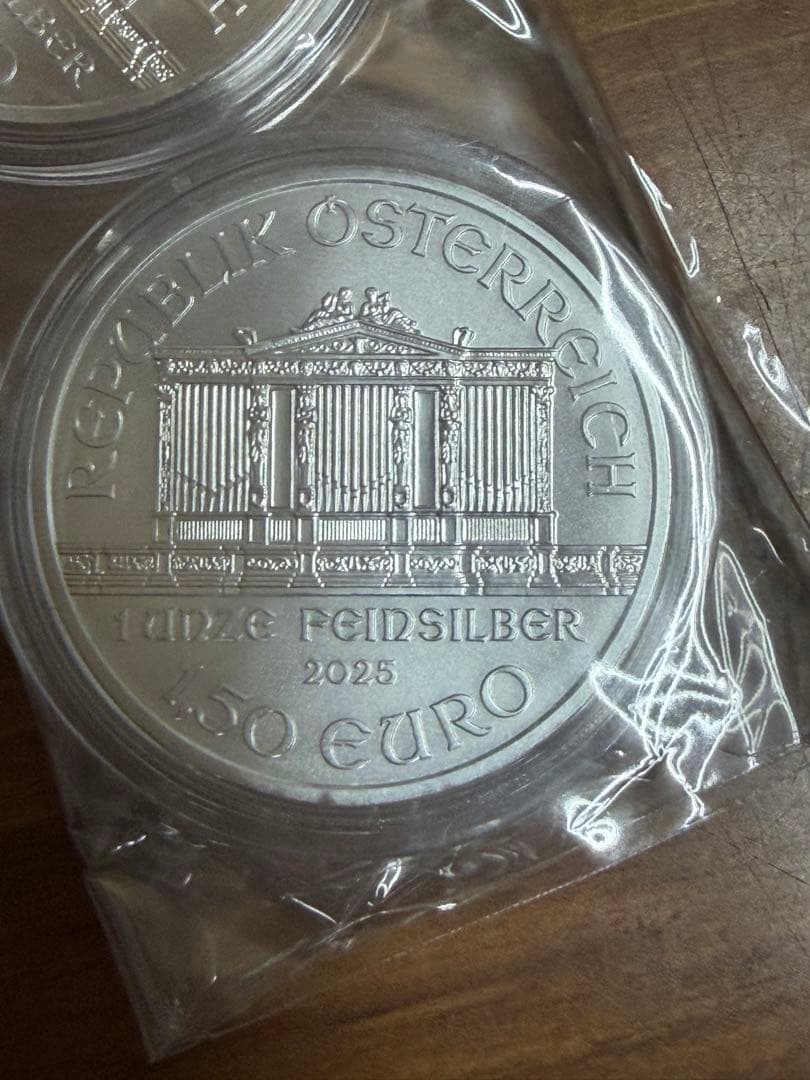 REPUBLIK ÖSTERREICH
1 UNZE FEINSILBER
2025
1,50 EURO